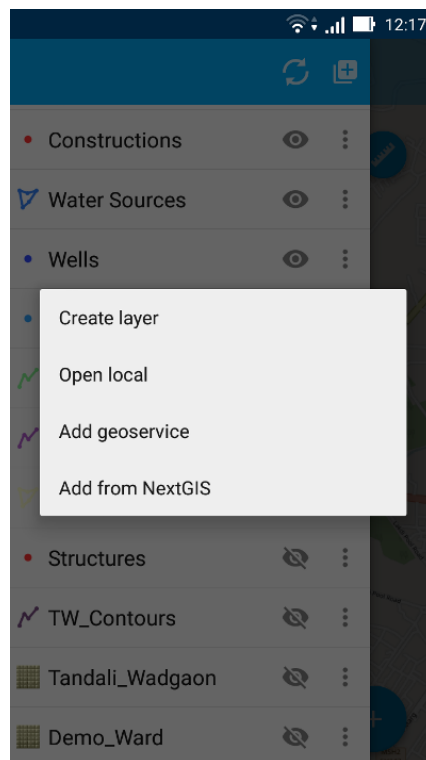 12:17
Constructions
Water Sources
Wells
Create layer
Open local
Add geoservice
Add from NextGIS
Structures
TW_Contours
Tandali_Wadgaon
Demo_Ward